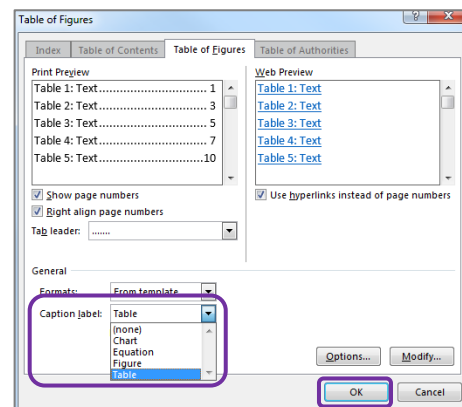 Table of Figures
Index Table of Contents Table of Figures Table of Authorities
Print Preview
Table 1: Text................................. 1
Table 2: Text................................. 3
Table 3: Text................................. 5
Table 4: Text................................. 7
Table 5: Text................................10
Web Preview
Table 1: Text
Table 2: Text
Table 3: Text
Table 4: Text
Table 5: Text
Show page numbers
Right align page numbers
Tab leader: .......
Use hyperlinks instead of page numbers
General
Formats: From template
Caption label: Table
(none)
Chart
Equation
Figure
Table
Options... Modify...
OK Cancel